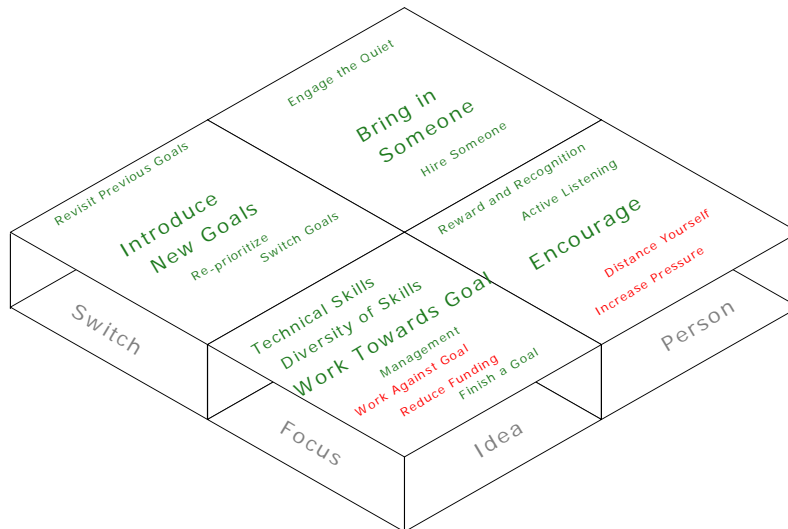 Engage the Quiet
Bring in
Someone
Hire Someone
Revisit Previous Goals
Introduce
New Goals
Re-prioritize
Switch Goals
Reward and Recognition
Active Listening
Encourage
Distance Yourself
Increase Pressure
Technical Skills
Diversity of Skills
Work Towards Goal
Management
Work Against Goal
Reduce Funding
Finish a Goal
Switch
Focus
Idea
Person